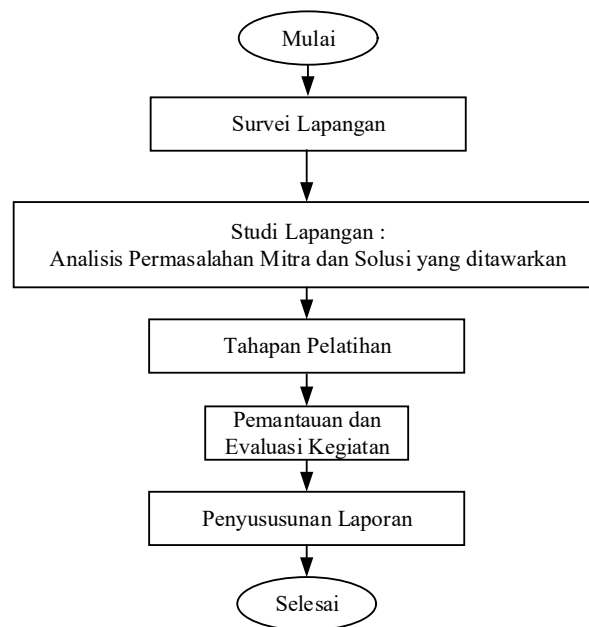 Mulai
Survei Lapangan
Studi Lapangan :
Analisis Permasalahan Mitra dan Solusi yang ditawarkan
Tahapan Pelatihan
Pemantauan dan
Evaluasi Kegiatan
Penyususunan Laporan
Selesai